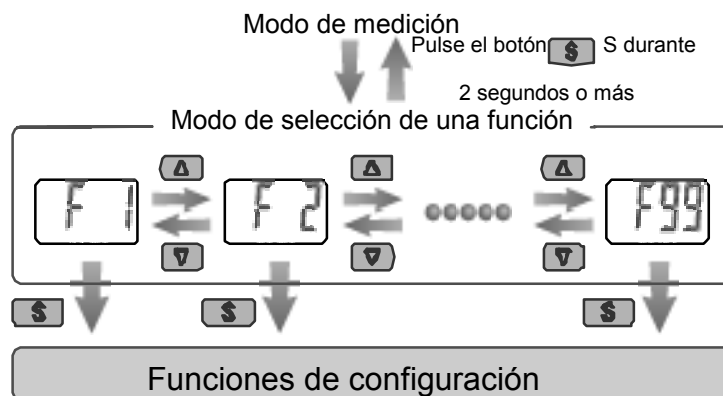 Modo de medición
Pulse el botón S S durante
2 segundos o más
Modo de selección de una función
F 1 F 2 F99
S S S
Funciones de configuración